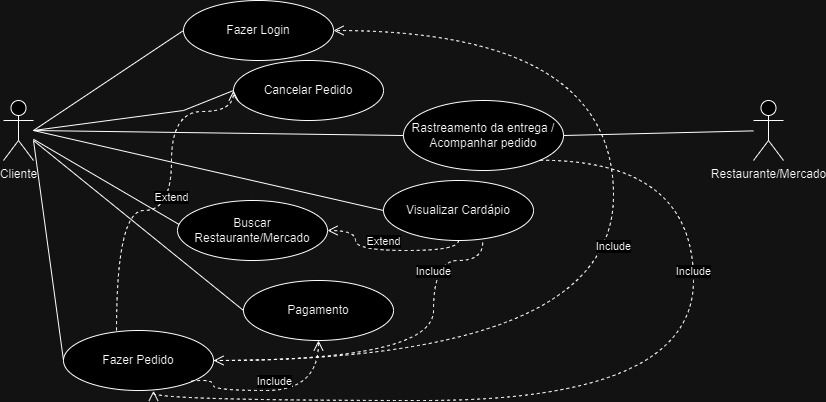 Fazer Login
Cancelar Pedido
Rastreamento da entrega /
Acompanhar pedido
Cliente
Restaurante/Mercado
Extend
Visualizar Cardápio
Buscar
Restaurante/Mercado
Extend
Include
Include
Include
Pagamento
Fazer Pedido
Include